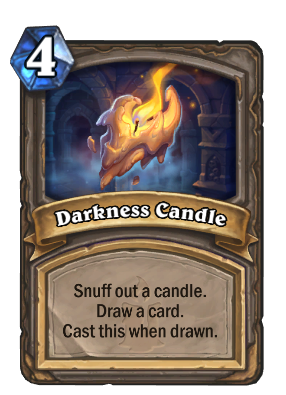 4
Darkness Candle
Snuff out a candle.
Draw a card.
Cast this when drawn.